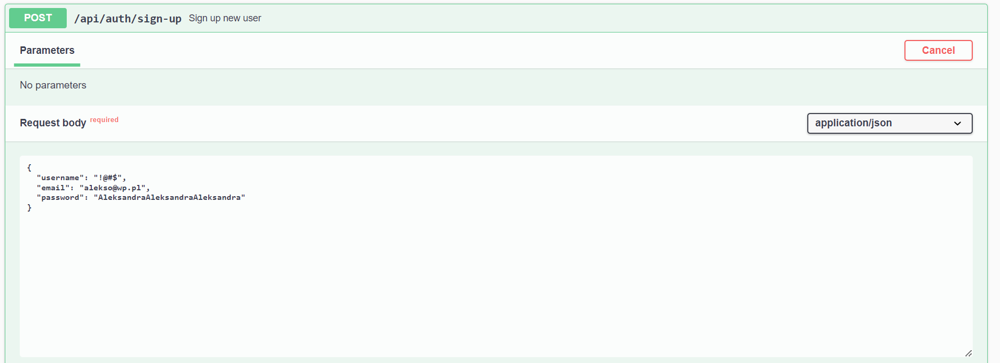 POST /api/auth/sign-up Sign up new user
Parameters
Cancel
No parameters
Request body required
application/json
{
  "username": "!@#$",
  "email": "alekso@wp.pl",
  "password": "AleksandraAleksandraAleksandra"
}